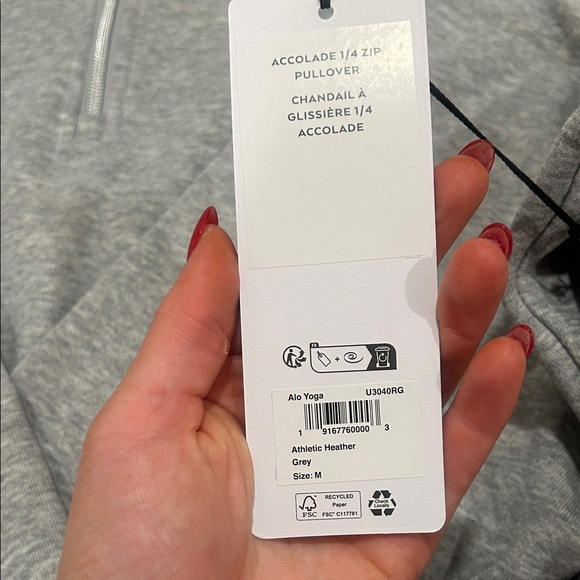 ACCOLADE 1/4 ZIP
PULLOVER
CHANDAIL À
GLISSIÈRE 1/4
ACCOLADE
FR
+
Alo Yoga U3040RG
1 9167760000 3
Athletic Heather
Grey
Size: M
FSC
RECYCLED
Paper
FSC® C117781
Check
Locally